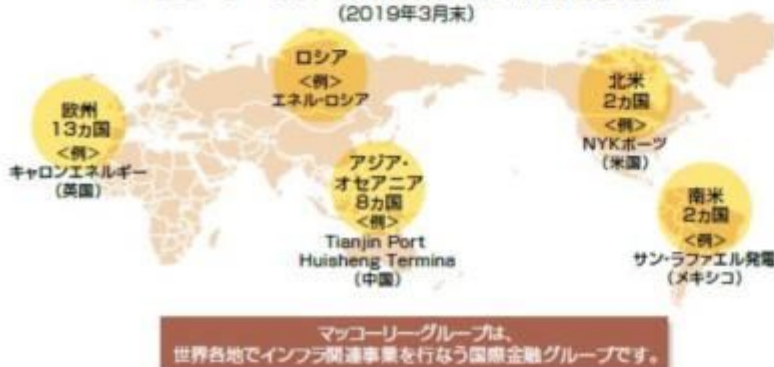 (2019年3月末)
ロシア
<例>
エネル・ロシア
北米
2カ国
<例>
NYKポーツ
(米国)
欧州
13カ国
<例>
キャロンエネルギー
(英国)
アジア・
オセアニア
8カ国
<例>
Tianjin Port
Huisheng Termina
(中国)
南米
2カ国
<例>
サン・ラファエル発電
(メキシコ)
マッコーリー・グループは、
世界各地でインフラ関連事業を行なう国際金融グループです。